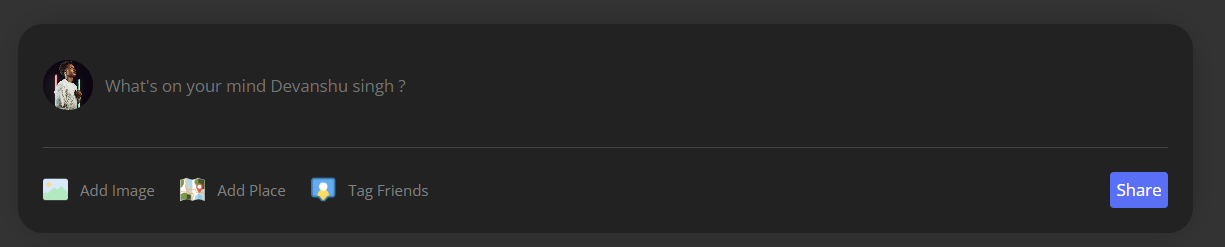 What's on your mind Devanshu singh ?
Add Image Add Place Tag Friends Share